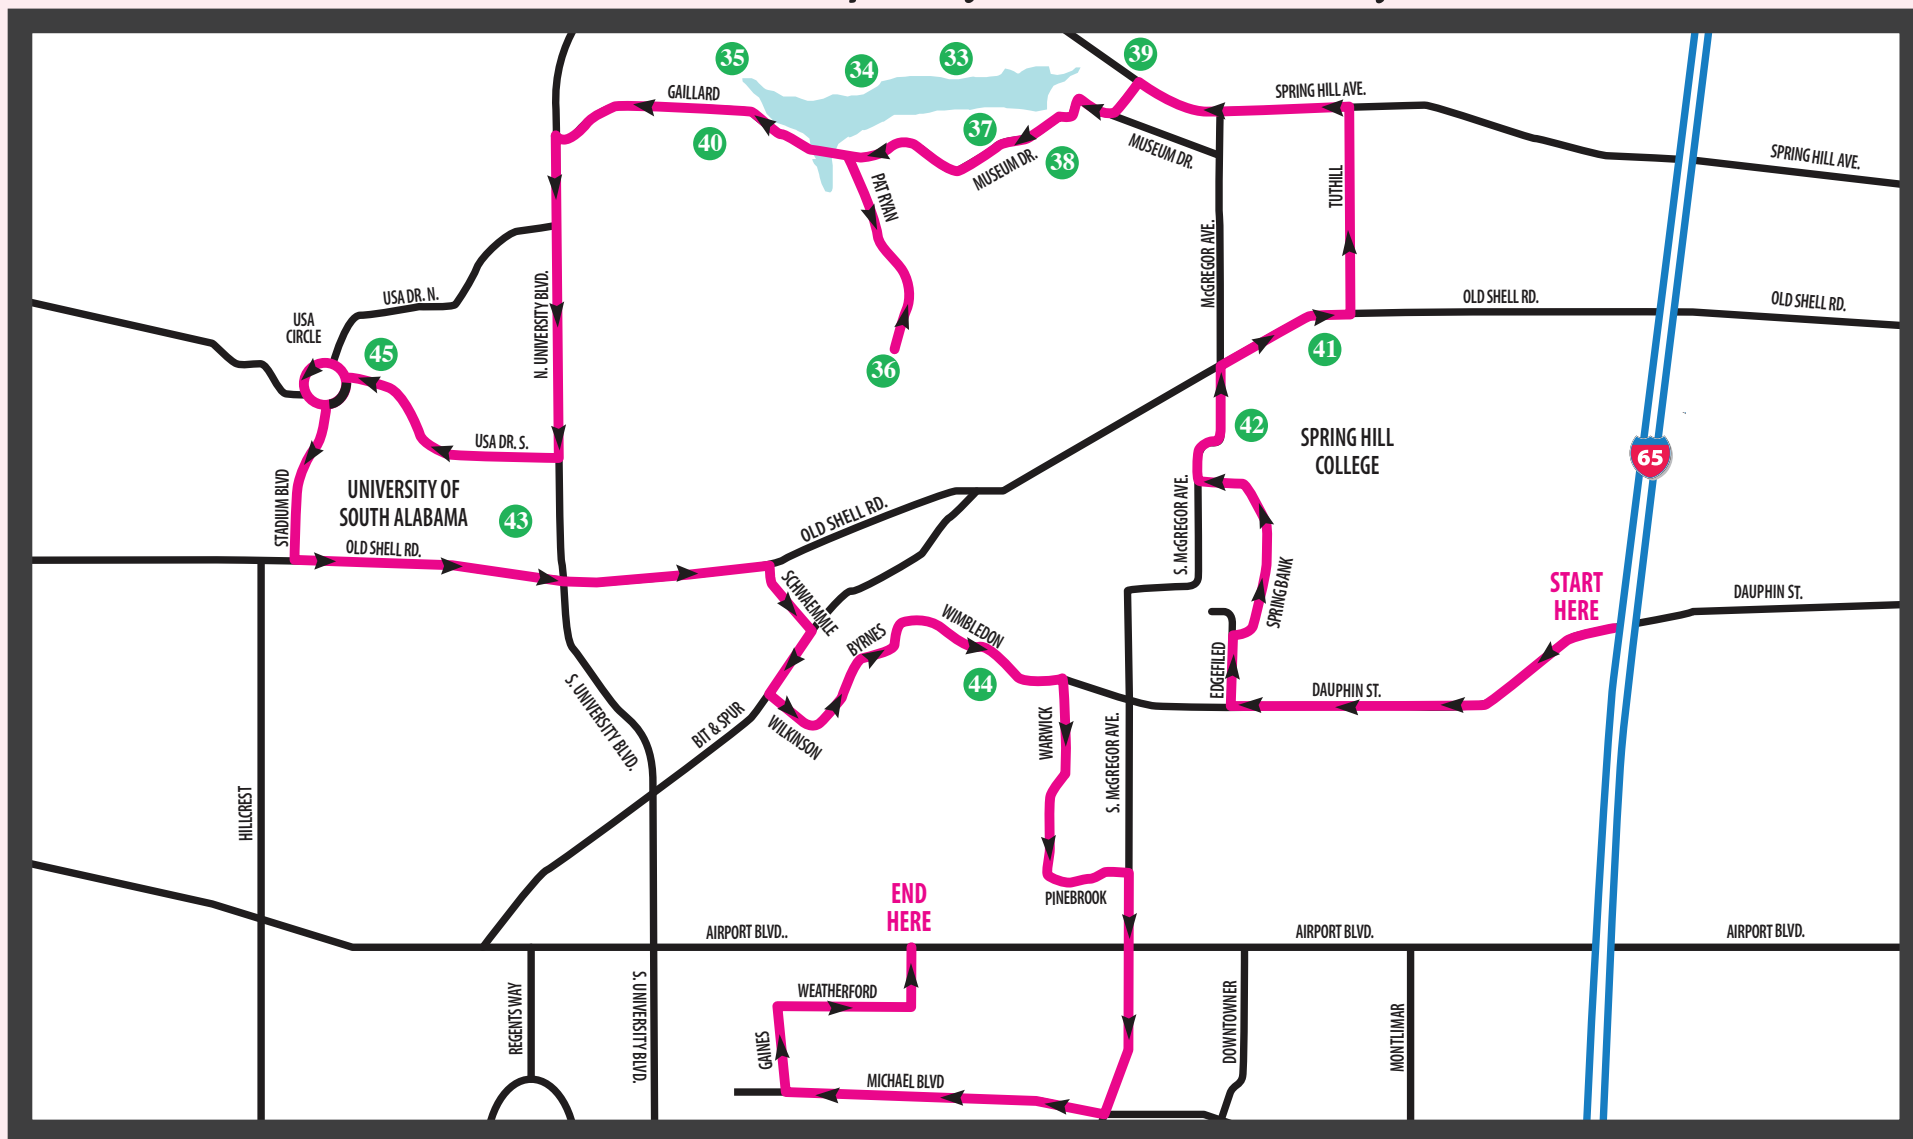 35
34
33
39
GAILLARD
SPRING HILL AVE.
40
37
38
MUSEUM DR.
MUSEUM DR.
SPRING HILL AVE.
PAT RYAN
TUTHILL
McGREGOR AVE.
USA DR. N.
N. UNIVERSITY BLVD.
OLD SHELL RD.
OLD SHELL RD.
USA
CIRCLE
45
36
41
42
SPRING HILL
COLLEGE
65
USA DR. S.
STADIUM BLVD
UNIVERSITY OF
SOUTH ALABAMA
43
OLD SHELL RD.
OLD SHELL RD.
S. McGREGOR AVE.
SCHWAEMMLE
SPRING BANK
START
HERE
DAUPHIN ST.
BYRNES
WIMBLEDON
44
EDGEFILED
DAUPHIN ST.
S. UNIVERSITY BLVD.
BIT & SPUR
WILKINSON
WARWICK
S. McGREGOR AVE.
HILLCREST
PINEBROOK
END
HERE
AIRPORT BLVD..
AIRPORT BLVD.
AIRPORT BLVD.
REGENTS WAY
S. UNIVERSITY BLVD.
WEATHERFORD
GAINES
MICHAEL BLVD
DOWNTOWNER
MONTLIMAR